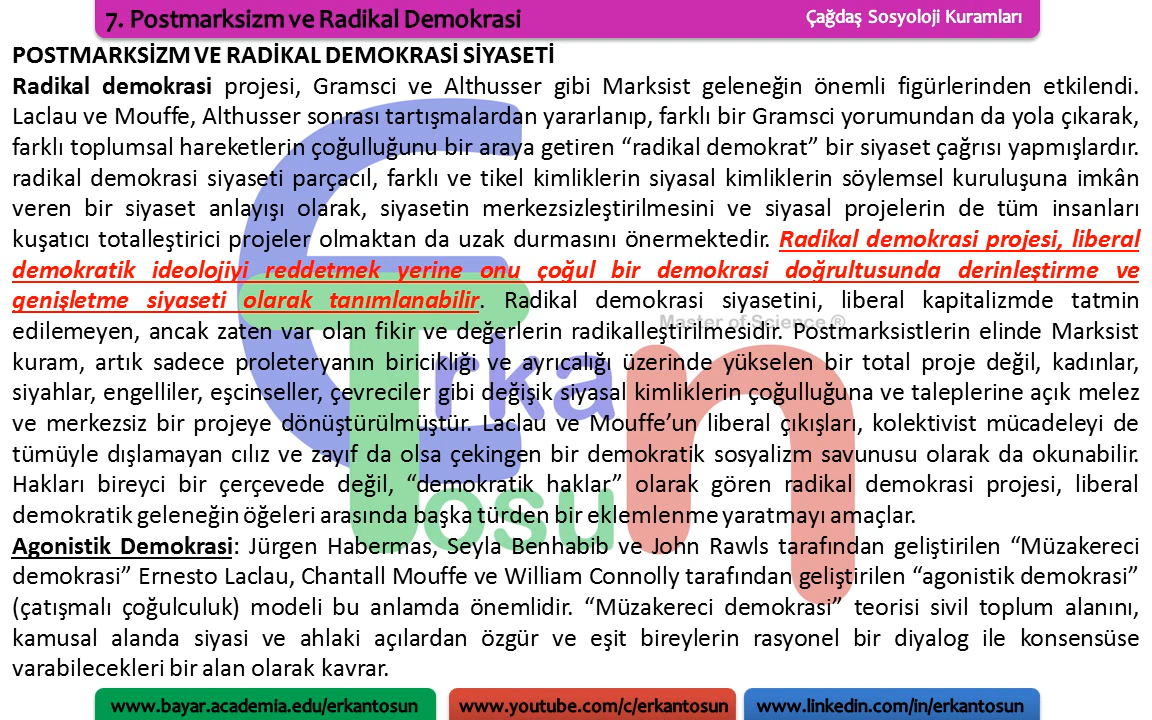 7. Postmarksizm ve Radikal Demokrasi
Çağdaş Sosyoloji Kuramları
POSTMARKSİZM VE RADİKAL DEMOKRASİ SİYASETİ
Radikal demokrasi projesi, Gramsci ve Althusser gibi Marksist geleneğin önemli figürlerinden etkilendi.
Laclau ve Mouffe, Althusser sonrası tartışmalardan yararlanıp, farklı bir Gramsci yorumundan da yola çıkarak,
farklı toplumsal hareketlerin çoğulluğunu bir araya getiren “radikal demokrat” bir siyaset çağrısı yapmışlardır.
radikal demokrasi siyaseti parçacıl, farklı ve tikel kimliklerin siyasal kimliklerin söylemsel kuruluşuna imkân
veren bir siyaset anlayışı olarak, siyasetin merkezsizleştirilmesini ve siyasal projelerin de tüm insanları
kuşatıcı totalleştirici projeler olmaktan da uzak durmasını önermektedir. Radikal demokrasi projesi, liberal
demokratik ideolojiyi reddetmek yerine onu çoğul bir demokrasi doğrultusunda derinleştirme ve
genişletme siyaseti olarak tanımlanabilir. Radikal demokrasi siyasetini, liberal kapitalizmde tatmin
edilemeyen, ancak zaten var olan fikir ve değerlerin radikalleştirilmesidir. Postmarksistlerin elinde Marksist
kuram, artık sadece proleteryanın biricikliği ve ayrıcalığı üzerinde yükselen bir total proje değil, kadınlar,
siyahlar, engelliler, eşcinseller, çevreciler gibi değişik siyasal kimliklerin çoğulluğuna ve taleplerine açık melez
ve merkezsiz bir projeye dönüştürülmüştür. Laclau ve Mouffe’un liberal çıkışları, kolektivist mücadeleyi de
tümüyle dışlamayan cılız ve zayıf da olsa çekingen bir demokratik sosyalizm savunusu olarak da okunabilir.
Hakları bireyci bir çerçevede değil, “demokratik haklar” olarak gören radikal demokrasi projesi, liberal
demokratik geleneğin öğeleri arasında başka türden bir eklemlenme yaratmayı amaçlar.
Agonistik Demokrasi: Jürgen Habermas, Seyla Benhabib ve John Rawls tarafından geliştirilen “Müzakereci
demokrasi” Ernesto Laclau, Chantall Mouffe ve William Connolly tarafından geliştirilen “agonistik demokrasi”
(çatışmalı çoğulculuk) modeli bu anlamda önemlidir. “Müzakereci demokrasi” teorisi sivil toplum alanını,
kamusal alanda siyasi ve ahlaki açılardan özgür ve eşit bireylerin rasyonel bir diyalog ile konsensüse
varabilecekleri bir alan olarak kavrar.
Master of Science ®
Erkan
Tosun
www.bayar.academia.edu/erkantosun
www.youtube.com/c/erkantosun
www.linkedin.com/in/erkantosun